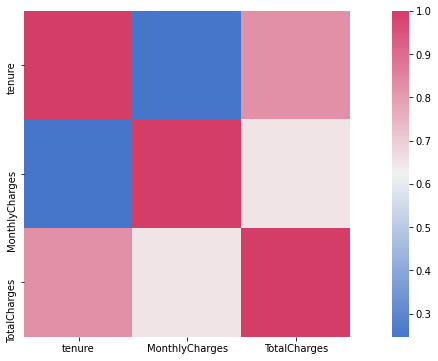 tenure
MonthlyCharges
TotalCharges
tenure
MonthlyCharges
TotalCharges
1.0
0.9
0.8
0.7
0.6
0.5
0.4
0.3